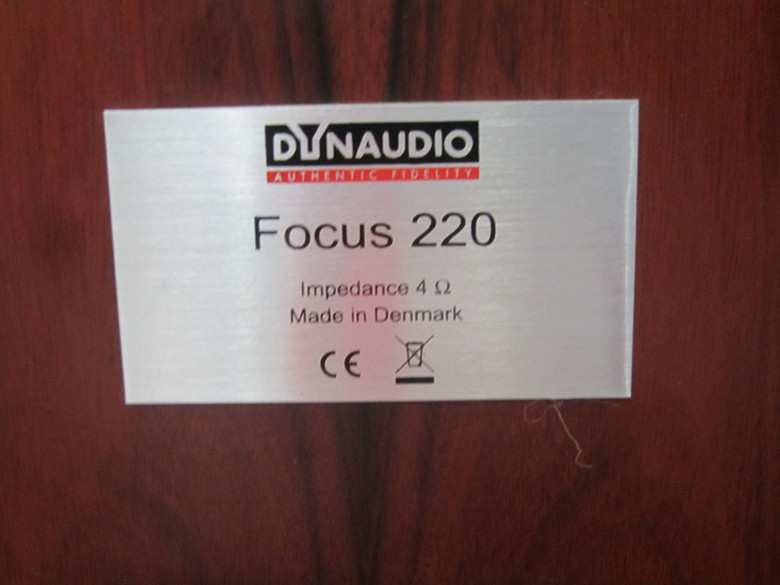 DYNAUDIO
AUTHENTIC FIDELITY
Focus 220
Impedance 4 Ω
Made in Denmark
CE